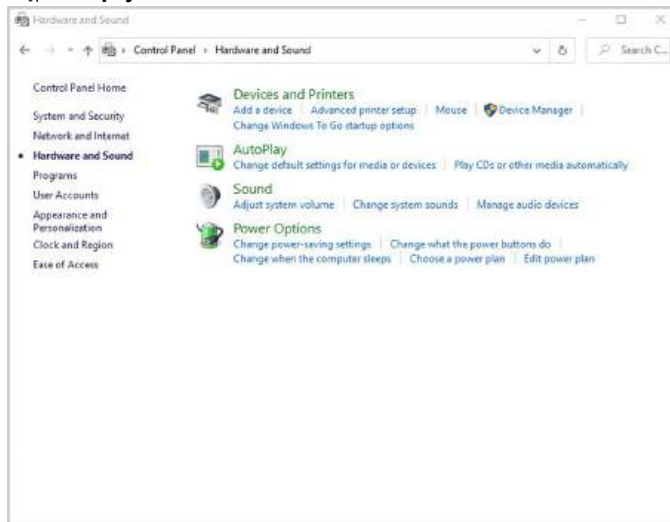 Hardware and Sound
Control Panel › Hardware and Sound
Search C...
Control Panel Home
System and Security
Network and Internet
Hardware and Sound
Programs
User Accounts
Appearance and
Personalization
Clock and Region
Ease of Access
Devices and Printers
Add a device | Advanced printer setup | Mouse | Device Manager |
Change Windows To Go startup options
AutoPlay
Change default settings for media or devices | Play CDs or other media automatically
Sound
Adjust system volume | Change system sounds | Manage audio devices
Power Options
Change power-saving settings | Change what the power buttons do |
Change when the computer sleeps | Choose a power plan | Edit power plan